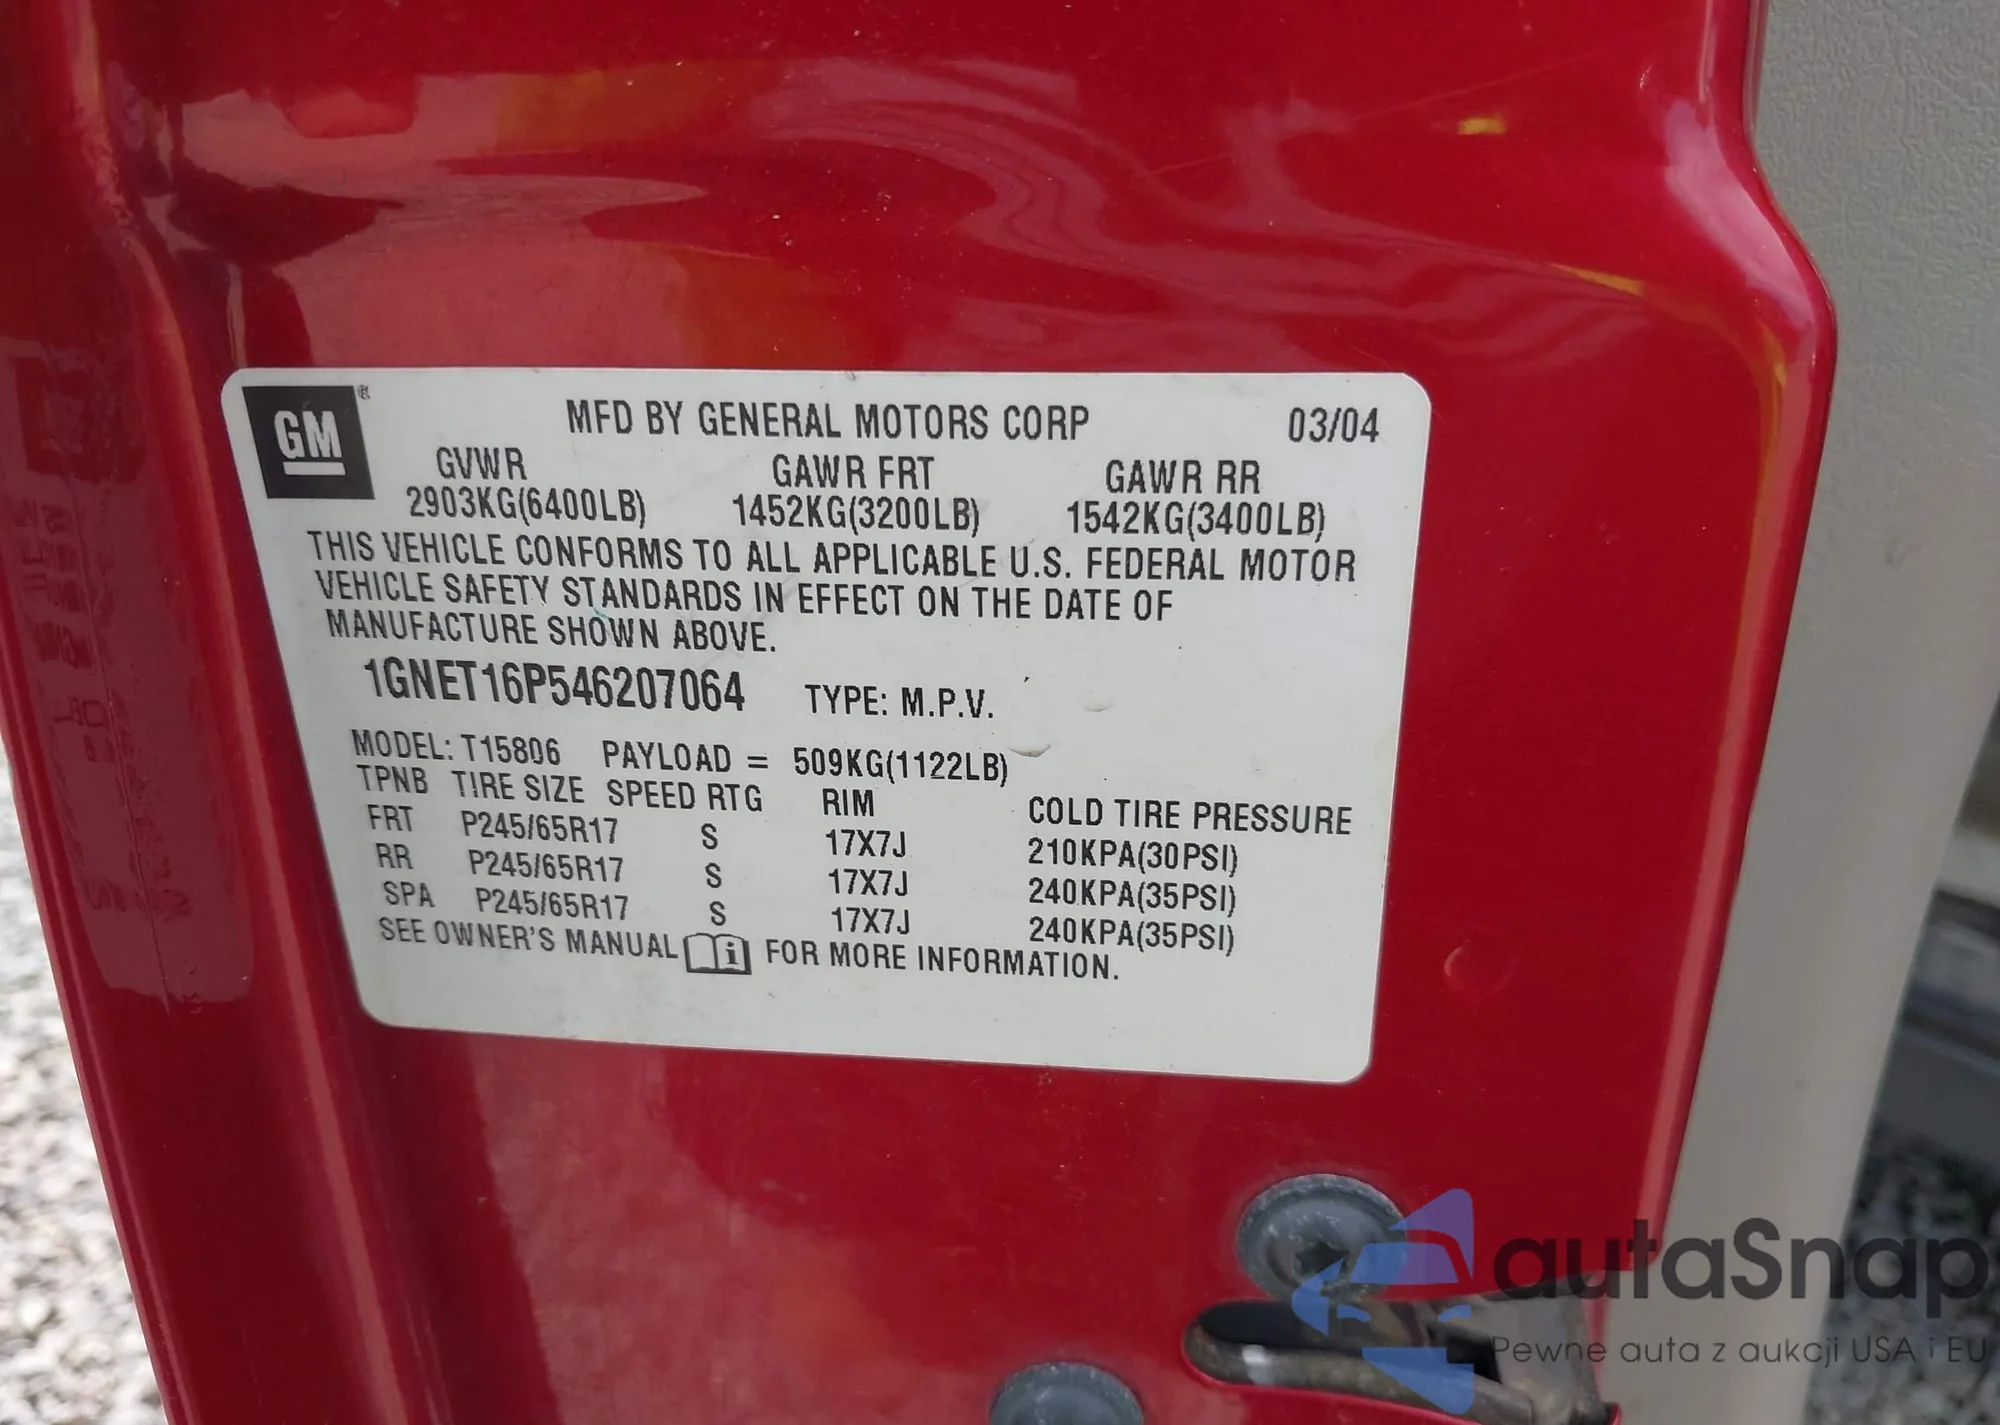 GM ® MFD BY GENERAL MOTORS CORP 03/04
GVWR GAWR FRT GAWR RR
2903KG(6400LB) 1452KG(3200LB) 1542KG(3400LB)
THIS VEHICLE CONFORMS TO ALL APPLICABLE U.S. FEDERAL MOTOR
VEHICLE SAFETY STANDARDS IN EFFECT ON THE DATE OF
MANUFACTURE SHOWN ABOVE.
1GNET16P546207064 TYPE: M.P.V.
MODEL: T15806 PAYLOAD = 509KG(1122LB)
TPNB TIRE SIZE SPEED RTG RIM COLD TIRE PRESSURE
FRT P245/65R17 S 17X7J 210KPA(30PSI)
RR P245/65R17 S 17X7J 240KPA(35PSI)
SPA P245/65R17 S 17X7J 240KPA(35PSI)
SEE OWNER'S MANUAL i FOR MORE INFORMATION.
autaSnap
Pewne auta z aukcji USA i EU